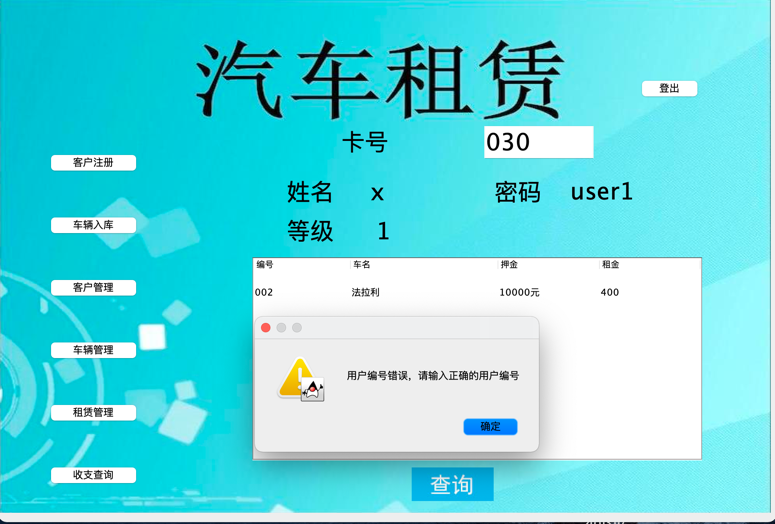 汽车租赁
登出
卡号 030
客户注册
姓名 x 密码 user1
车辆入库
等级 1
编号 车名 押金 租金
客户管理
002 法拉利 10000元 400
车辆管理
用户编号错误，请输入正确的用户编号
租赁管理
确定
收支查询
查询